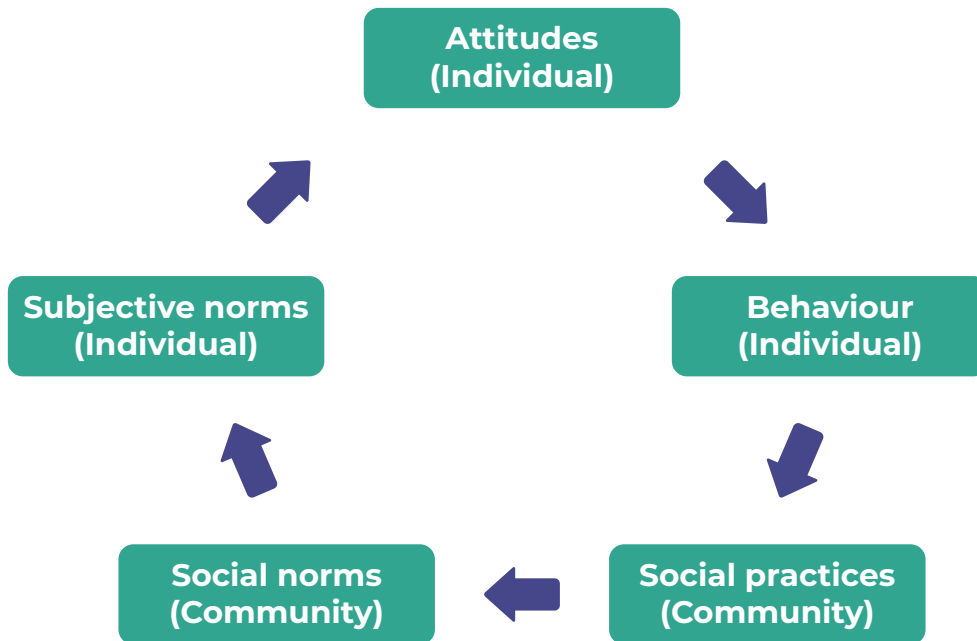 Attitudes
(Individual)
Subjective norms
(Individual)
Behaviour
(Individual)
Social norms
(Community)
Social practices
(Community)